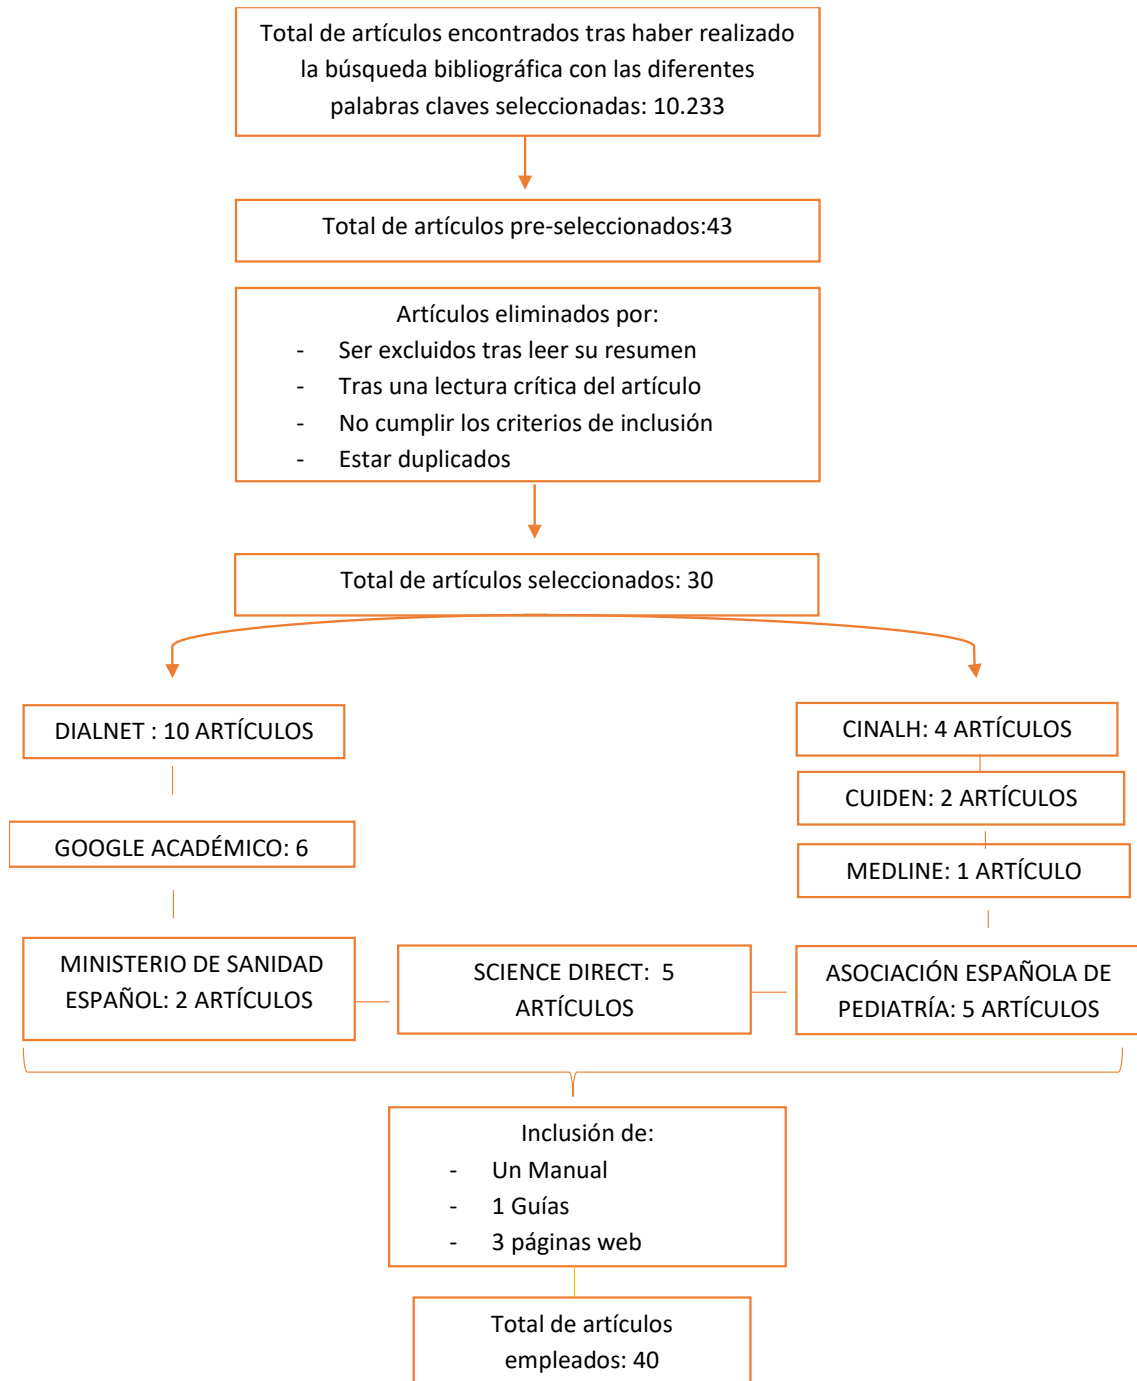 Total de artículos encontrados tras haber realizado
la búsqueda bibliográfica con las diferentes
palabras claves seleccionadas: 10.233
Total de artículos pre-seleccionados:43
Artículos eliminados por:
- Ser excluidos tras leer su resumen
- Tras una lectura crítica del artículo
- No cumplir los criterios de inclusión
- Estar duplicados
Total de artículos seleccionados: 30
DIALNET : 10 ARTÍCULOS
GOOGLE ACADÉMICO: 6
MINISTERIO DE SANIDAD
ESPAÑOL: 2 ARTÍCULOS
SCIENCE DIRECT: 5
ARTÍCULOS
CINALH: 4 ARTÍCULOS
CUIDEN: 2 ARTÍCULOS
MEDLINE: 1 ARTÍCULO
ASOCIACIÓN ESPAÑOLA DE
PEDIATRÍA: 5 ARTÍCULOS
Inclusión de:
- Un Manual
- 1 Guías
- 3 páginas web
Total de artículos
empleados: 40